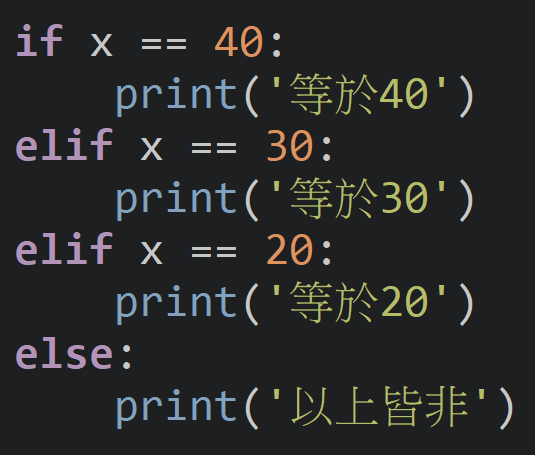 if x == 40:
    print('等於40')
elif x == 30:
    print('等於30')
elif x == 20:
    print('等於20')
else:
    print('以上皆非')